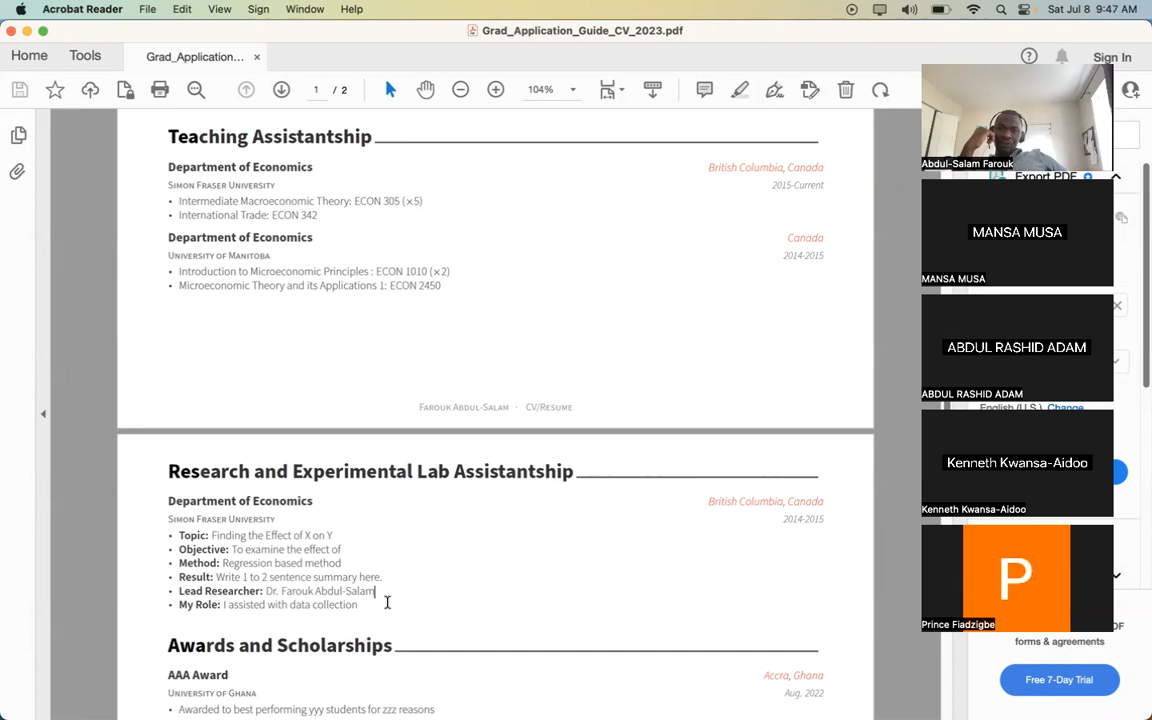 Acrobat Reader File Edit View Sign Window Help
Sat Jul 8 9:47 AM
Grad_Application_Guide_CV_2023.pdf
Home Tools Grad_Application... × Sign In
1 / 2 104%
Teaching Assistantship
Department of Economics British Columbia, Canada
SIMON FRASER UNIVERSITY 2015-Current
• Intermediate Macroeconomic Theory: ECON 305 (×5)
• International Trade: ECON 342
Department of Economics Canada
UNIVERSITY OF MANITOBA 2014-2015
• Introduction to Microeconomic Principles : ECON 1010 (×2)
• Microeconomic Theory and its Applications 1: ECON 2450
FAROUK ABDUL-SALAM · CV/RESUME
Research and Experimental Lab Assistantship
Department of Economics British Columbia, Canada
SIMON FRASER UNIVERSITY 2014-2015
• Topic: Finding the Effect of X on Y
• Objective: To examine the effect of
• Method: Regression based method
• Result: Write 1 to 2 sentence summary here.
• Lead Researcher: Dr. Farouk Abdul-Salam
• My Role: I assisted with data collection
Awards and Scholarships
AAA Award Accra, Ghana
UNIVERSITY OF GHANA Aug. 2022
• Awarded to best performing yyy students for zzz reasons
Abdul-Salam Farouk
Export PDF
MANSA MUSA
MANSA MUSA
ABDUL RASHID ADAM
ABDUL RASHID ADAM
English (U.S.) Change
Kenneth Kwansa-Aidoo
Kenneth Kwansa-Aidoo
P
Prince Fiadzigbe
forms & agreements
Free 7-Day Trial